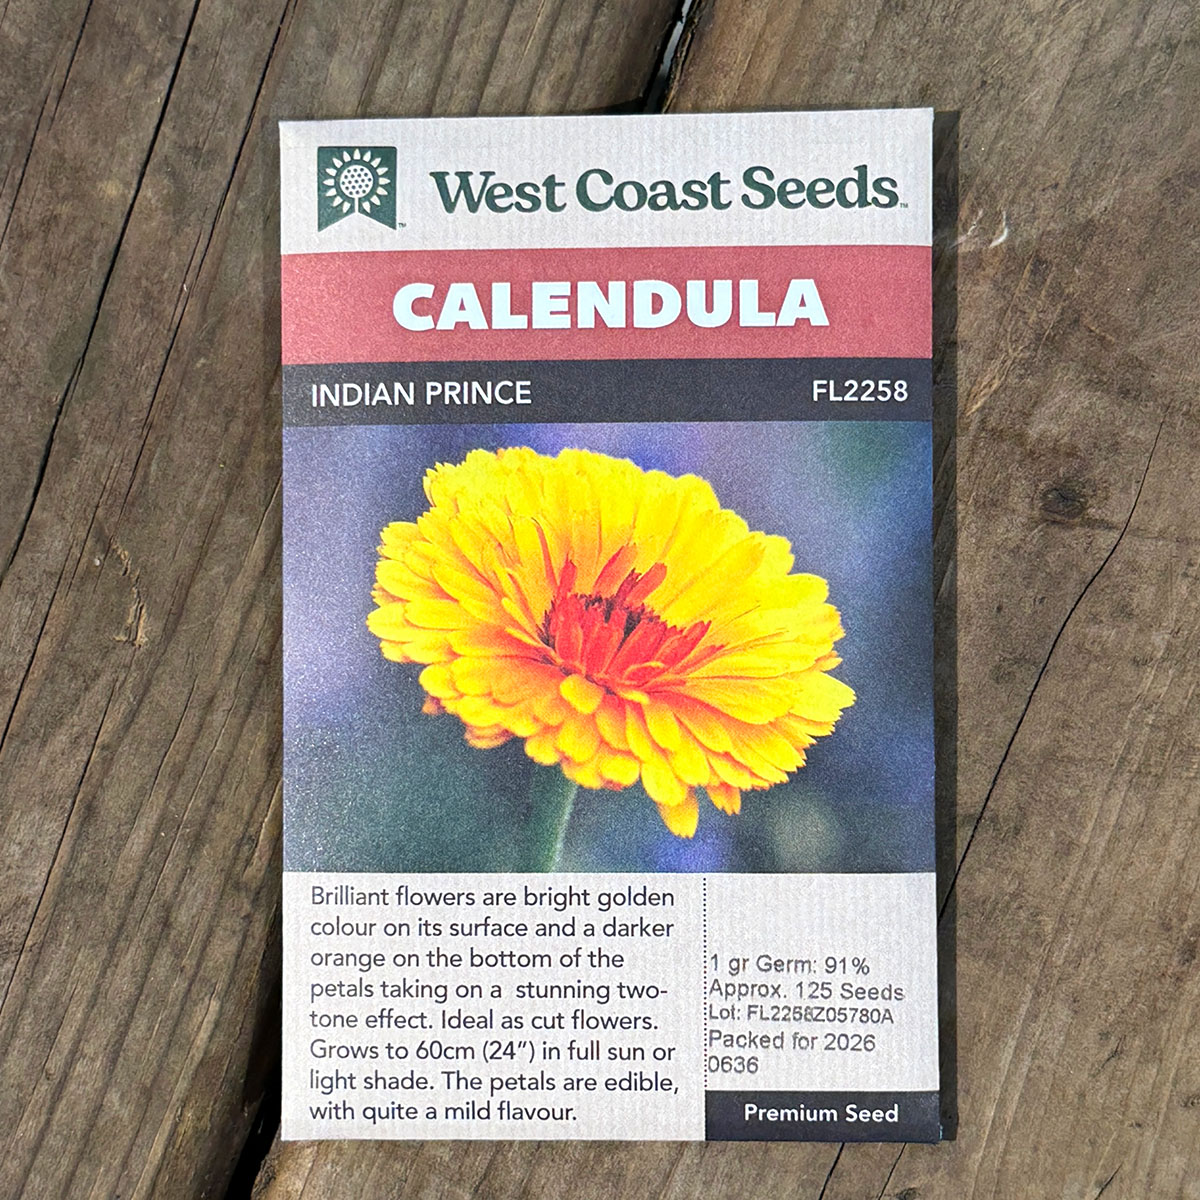 West Coast Seeds™
CALENDULA
INDIAN PRINCE FL2258
Brilliant flowers are bright golden
colour on its surface and a darker
orange on the bottom of the
petals taking on a  stunning two-
tone effect. Ideal as cut flowers.
Grows to 60cm (24”) in full sun or
light shade. The petals are edible,
with quite a mild flavour.
1 gr Germ: 91%
Approx. 125 Seeds
Lot: FL2258Z05780A
Packed for 2026
0636
Premium Seed